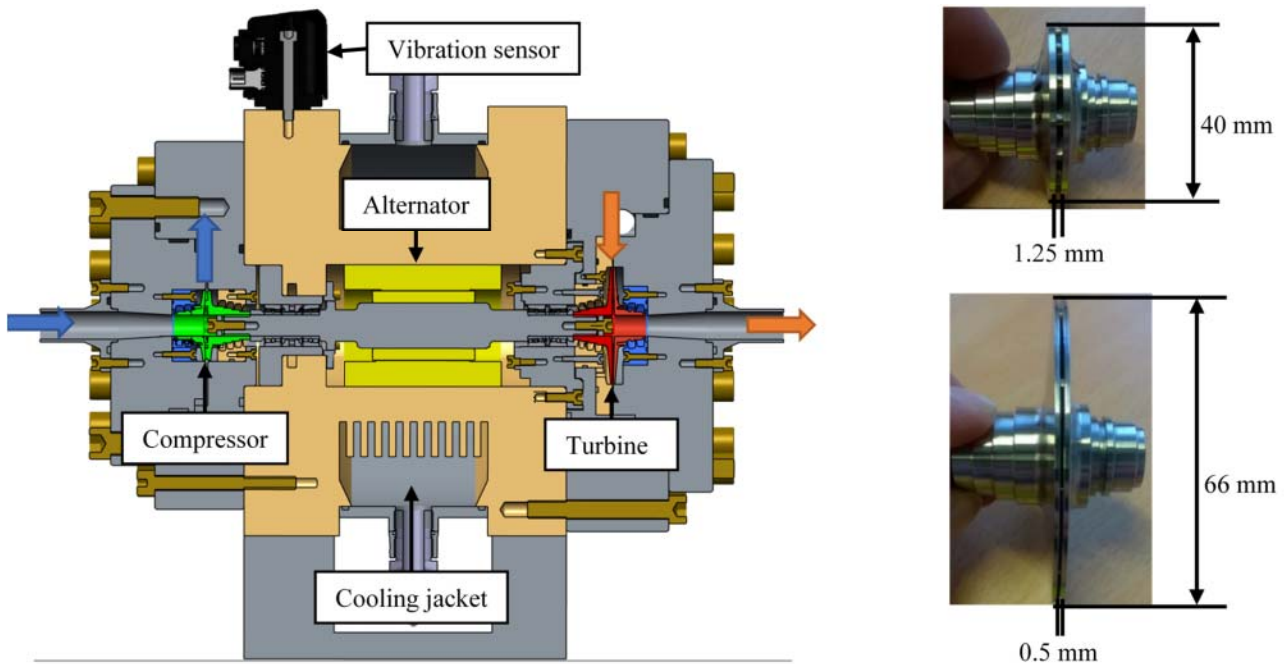 Vibration sensor
Alternator
Compressor
Turbine
Cooling jacket
40 mm
1.25 mm
66 mm
0.5 mm